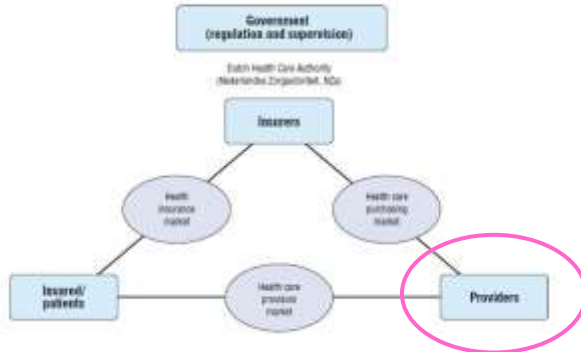 Government
(regulation and supervision)
Dutch Health Care Authority
(Nederlandse Zorgautoriteit, NZa)
Insurers
Health
insurance
market
Health care
purchasing
market
Insured/
patients
Health care
provision
market
Providers